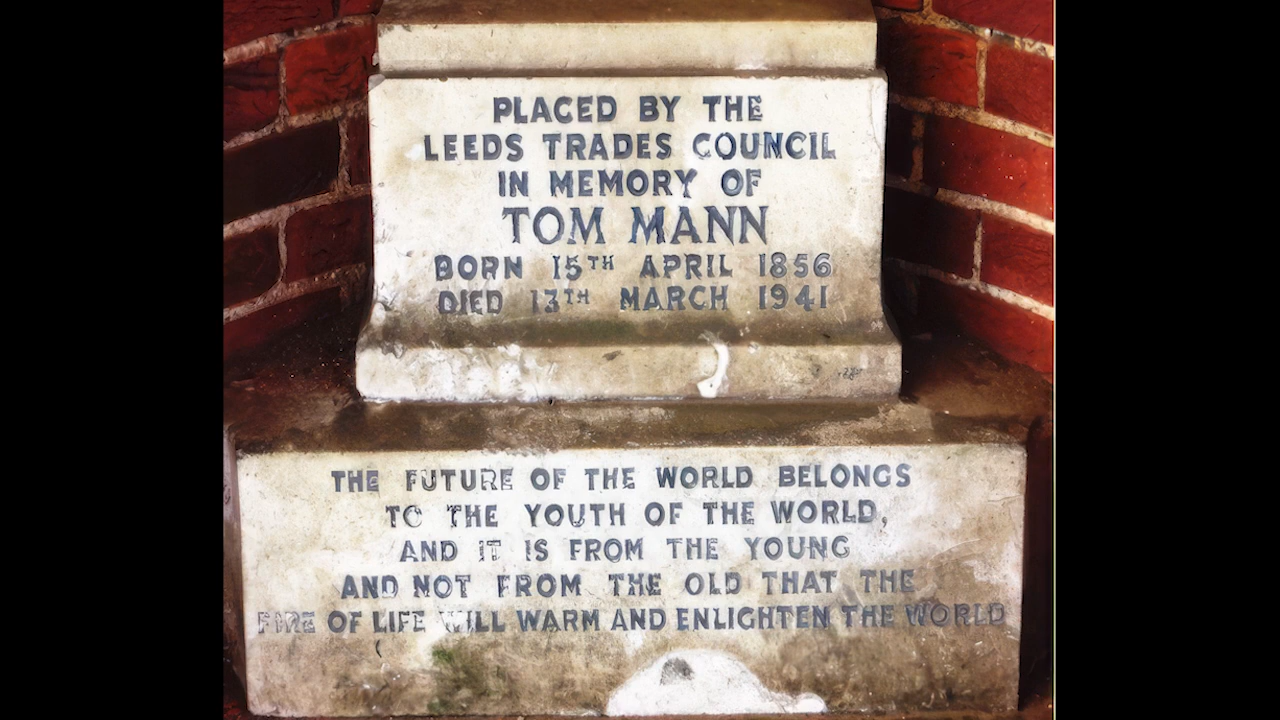 PLACED BY THE
LEEDS TRADES COUNCIL
IN MEMORY OF
TOM MANN
BORN 15TH APRIL 1856
DIED 13TH MARCH 1941
THE FUTURE OF THE WORLD BELONGS
TO THE YOUTH OF THE WORLD,
AND IT IS FROM THE YOUNG
AND NOT FROM THE OLD THAT THE
FIRE OF LIFE WILL WARM AND ENLIGHTEN THE WORLD